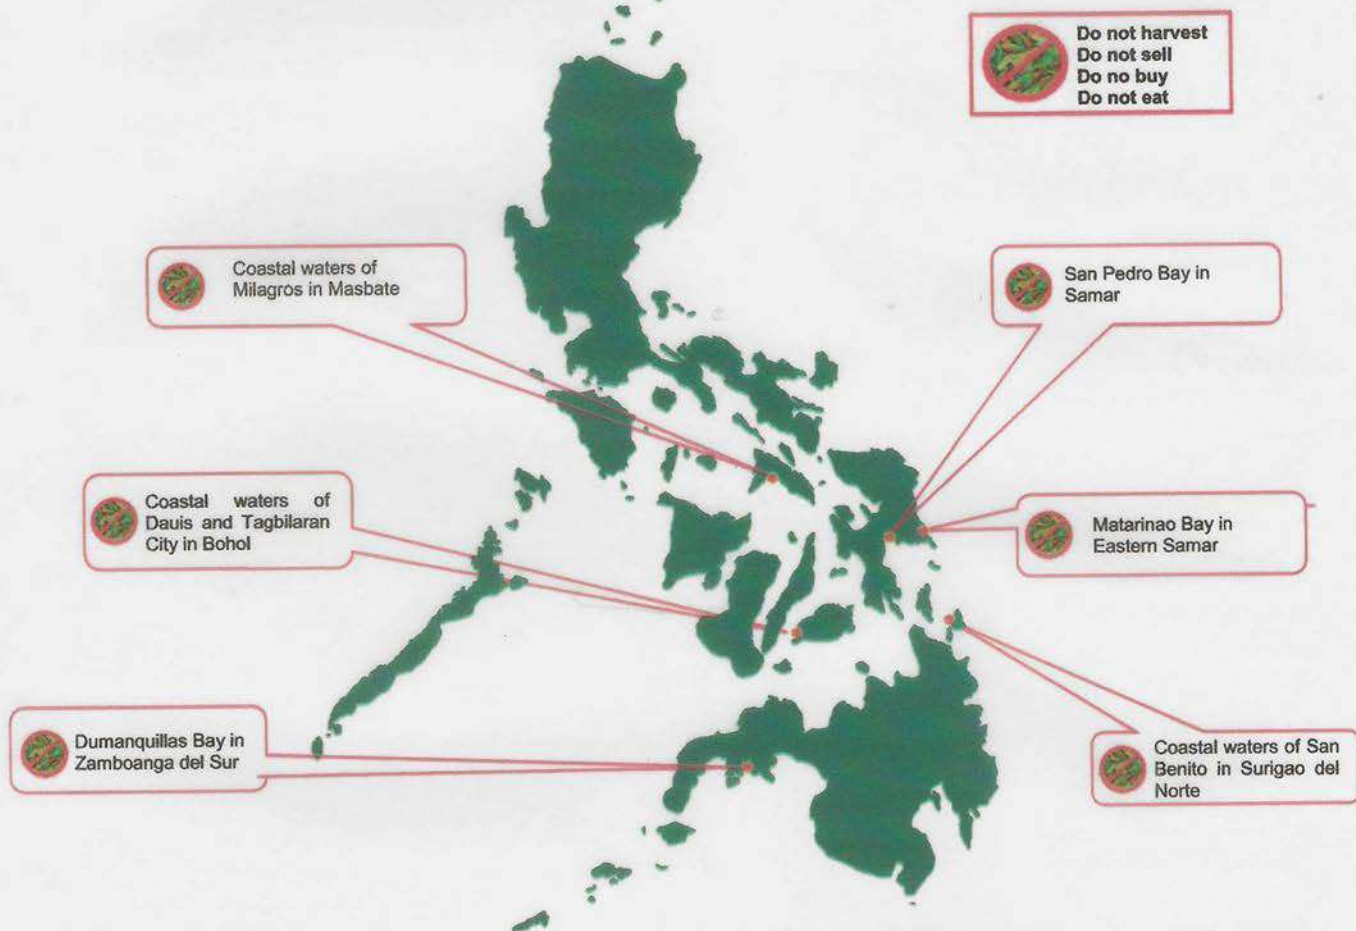 Do not harvest
Do not sell
Do no buy
Do not eat
Coastal waters of
Milagros in Masbate
San Pedro Bay in
Samar
Coastal waters of
Dauis and Tagbilaran
City in Bohol
Matarinao Bay in
Eastern Samar
Dumanquillas Bay in
Zamboanga del Sur
Coastal waters of San
Benito in Surigao del
Norte